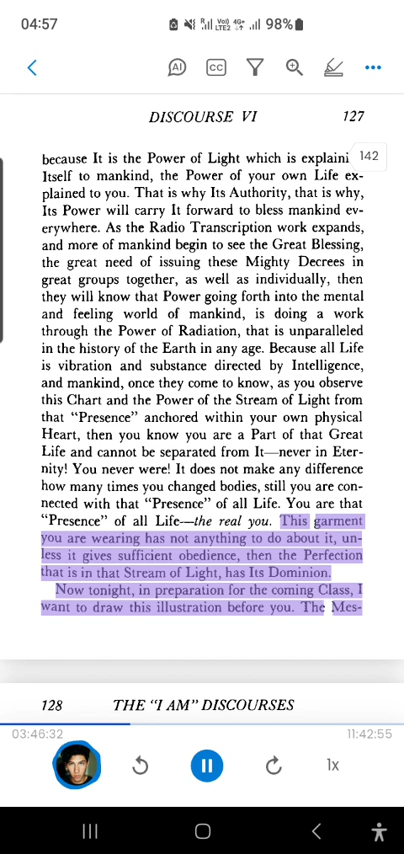 04:57
98%
AI
CC
DISCOURSE VI 127
142
because It is the Power of Light which is explaini
Itself to mankind, the Power of your own Life ex-
plained to you. That is why Its Authority, that is why,
Its Power will carry It forward to bless mankind ev-
erywhere. As the Radio Transcription work expands,
and more of mankind begin to see the Great Blessing,
the great need of issuing these Mighty Decrees in
great groups together, as well as individually, then
they will know that Power going forth into the mental
and feeling world of mankind, is doing a work
through the Power of Radiation, that is unparalleled
in the history of the Earth in any age. Because all Life
is vibration and substance directed by Intelligence,
and mankind, once they come to know, as you observe
this Chart and the Power of the Stream of Light from
that “Presence” anchored within your own physical
Heart, then you know you are a Part of that Great
Life and cannot be separated from It—never in Eter-
nity! You never were! It does not make any difference
how many times you changed bodies, still you are con-
nected with that “Presence” of all Life. You are that
“Presence” of all Life—the real you. This garment
you are wearing has not anything to do about it, un-
less it gives sufficient obedience, then the Perfection
that is in that Stream of Light, has Its Dominion.
Now tonight, in preparation for the coming Class, I
want to draw this illustration before you. The Mes-
128 THE “I AM” DISCOURSES
03:46:32 11:42:55
1x